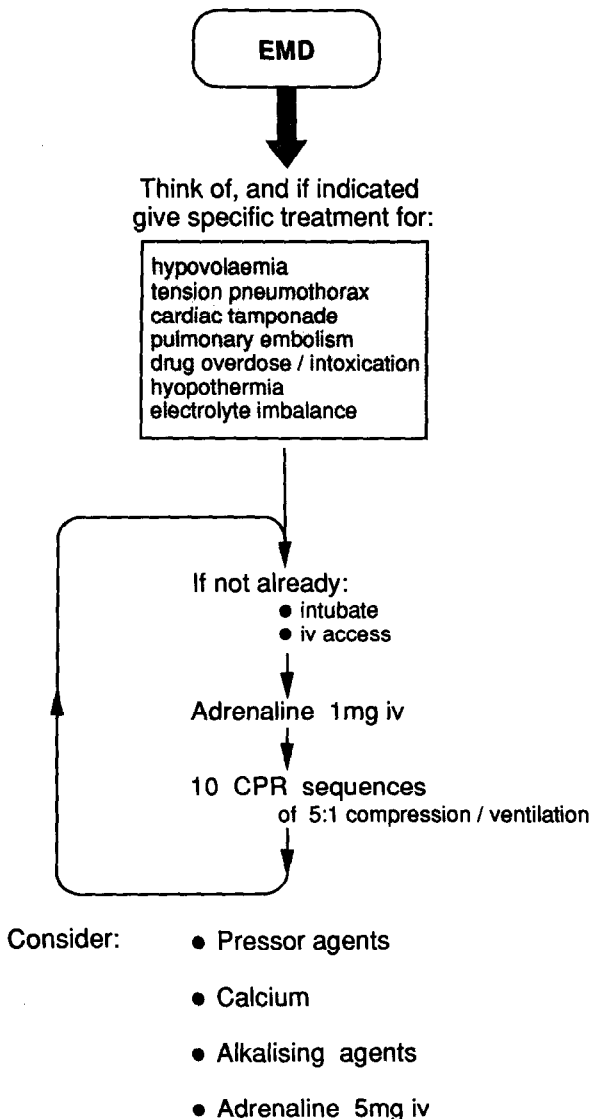 EMD
Think of, and if indicated
give specific treatment for:
hypovolaemia
tension pneumothorax
cardiac tamponade
pulmonary embolism
drug overdose / intoxication
hyopothermia
electrolyte imbalance
If not already:
● intubate
● iv access
Adrenaline 1mg iv
10 CPR sequences
of 5:1 compression / ventilation
Consider: ● Pressor agents
● Calcium
● Alkalising agents
● Adrenaline 5mg iv